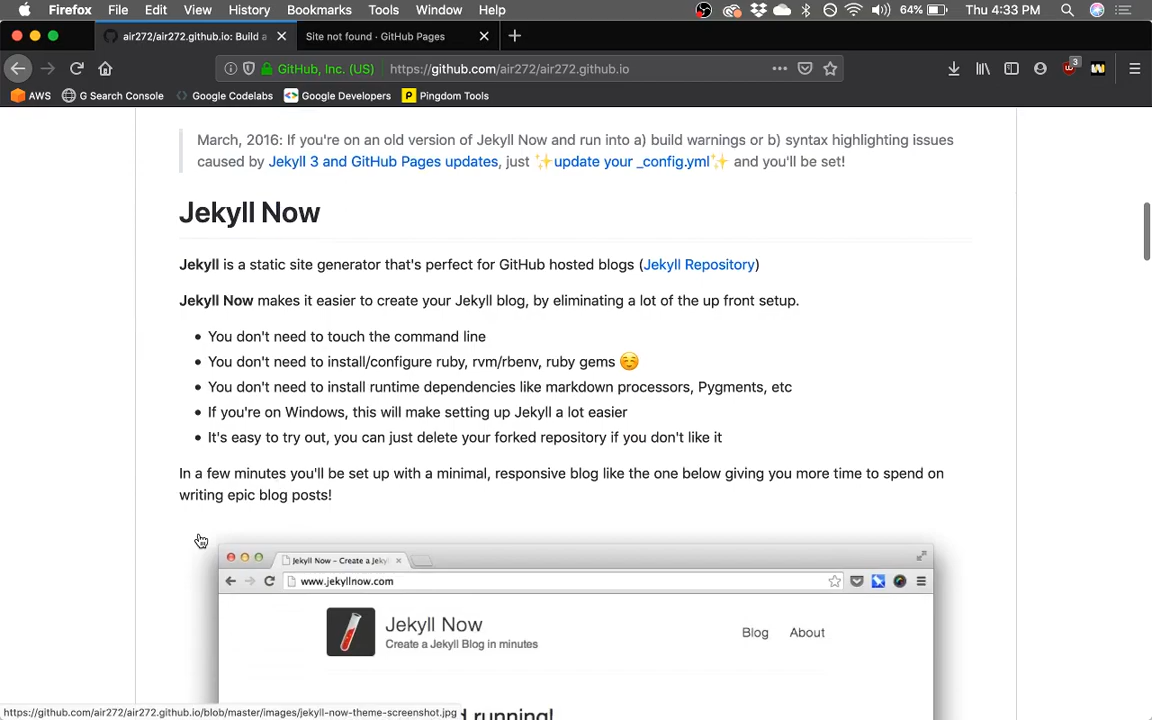 Firefox File Edit View History Bookmarks Tools Window Help 64% Thu 4:33 PM
air272/air272.github.io: Build a Site not found · GitHub Pages
GitHub, Inc. (US) https://github.com/air272/air272.github.io 3
AWS G Search Console Google Codelabs Google Developers Pingdom Tools
March, 2016: If you're on an old version of Jekyll Now and run into a) build warnings or b) syntax highlighting issues
caused by Jekyll 3 and GitHub Pages updates, just ✨update your _config.yml✨ and you'll be set!
Jekyll Now
Jekyll is a static site generator that's perfect for GitHub hosted blogs (Jekyll Repository)
Jekyll Now makes it easier to create your Jekyll blog, by eliminating a lot of the up front setup.
• You don't need to touch the command line
• You don't need to install/configure ruby, rvm/rbenv, ruby gems ☺️
• You don't need to install runtime dependencies like markdown processors, Pygments, etc
• If you're on Windows, this will make setting up Jekyll a lot easier
• It's easy to try out, you can just delete your forked repository if you don't like it
In a few minutes you'll be set up with a minimal, responsive blog like the one below giving you more time to spend on
writing epic blog posts!
Jekyll Now – Create a Jeky
www.jekyllnow.com
Jekyll Now
Create a Jekyll Blog in minutes
Blog About
running!
https://github.com/air272/air272.github.io/blob/master/images/jekyll-now-theme-screenshot.jpg